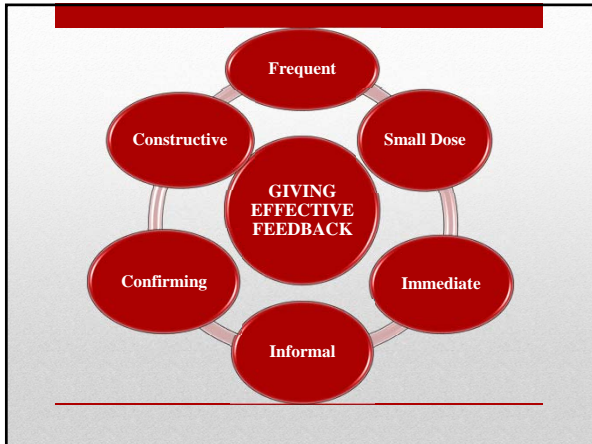 Frequent
Small Dose
Immediate
Informal
Confirming
Constructive
GIVING
EFFECTIVE
FEEDBACK